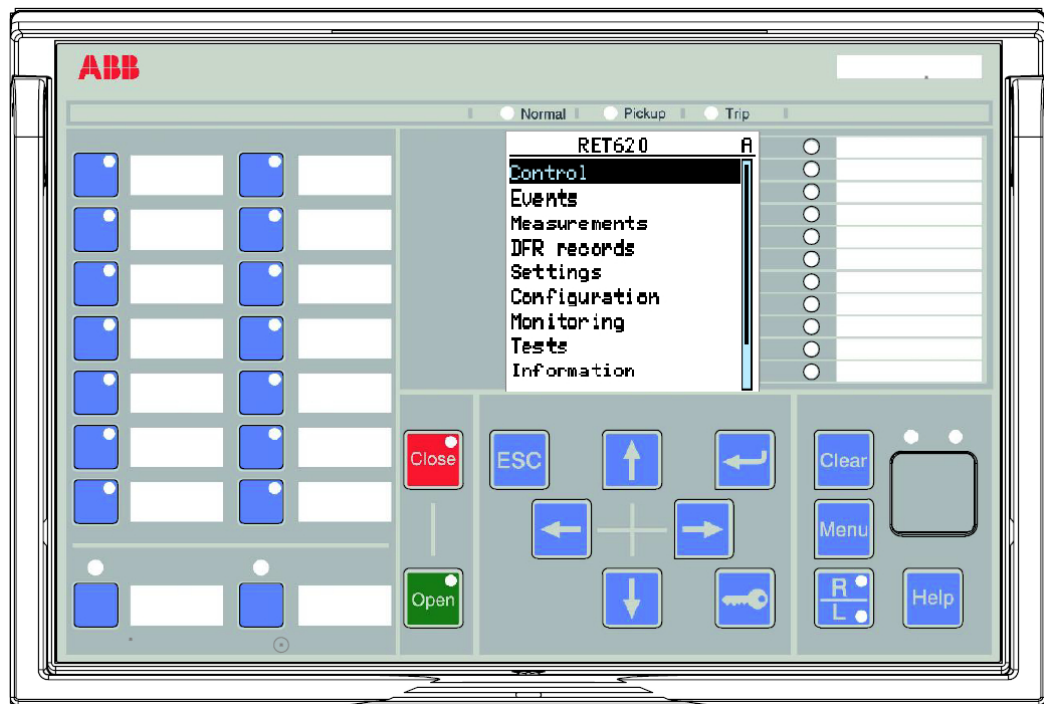 ABB
Normal Pickup Trip
RET620 A
Control
Events
Measurements
DFR records
Settings
Configuration
Monitoring
Tests
Information
Close
ESC
Clear
Menu
Open
R
L
Help